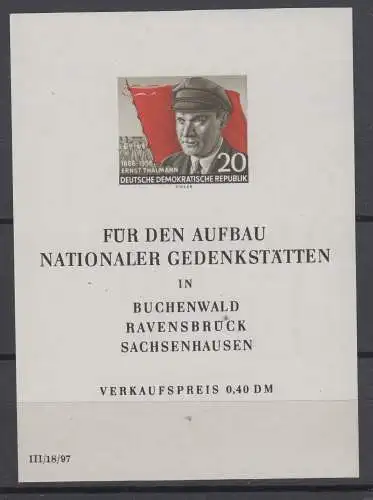 1886-1956
ERNST THÄLMANN
20
DEUTSCHE DEMOKRATISCHE REPUBLIK
FÜR DEN AUFBAU
NATIONALER GEDENKSTÄTTEN
IN
BUCHENWALD
RAVENSBRÜCK
SACHSENHAUSEN
VERKAUFSPREIS 0,40 DM
III/18/97